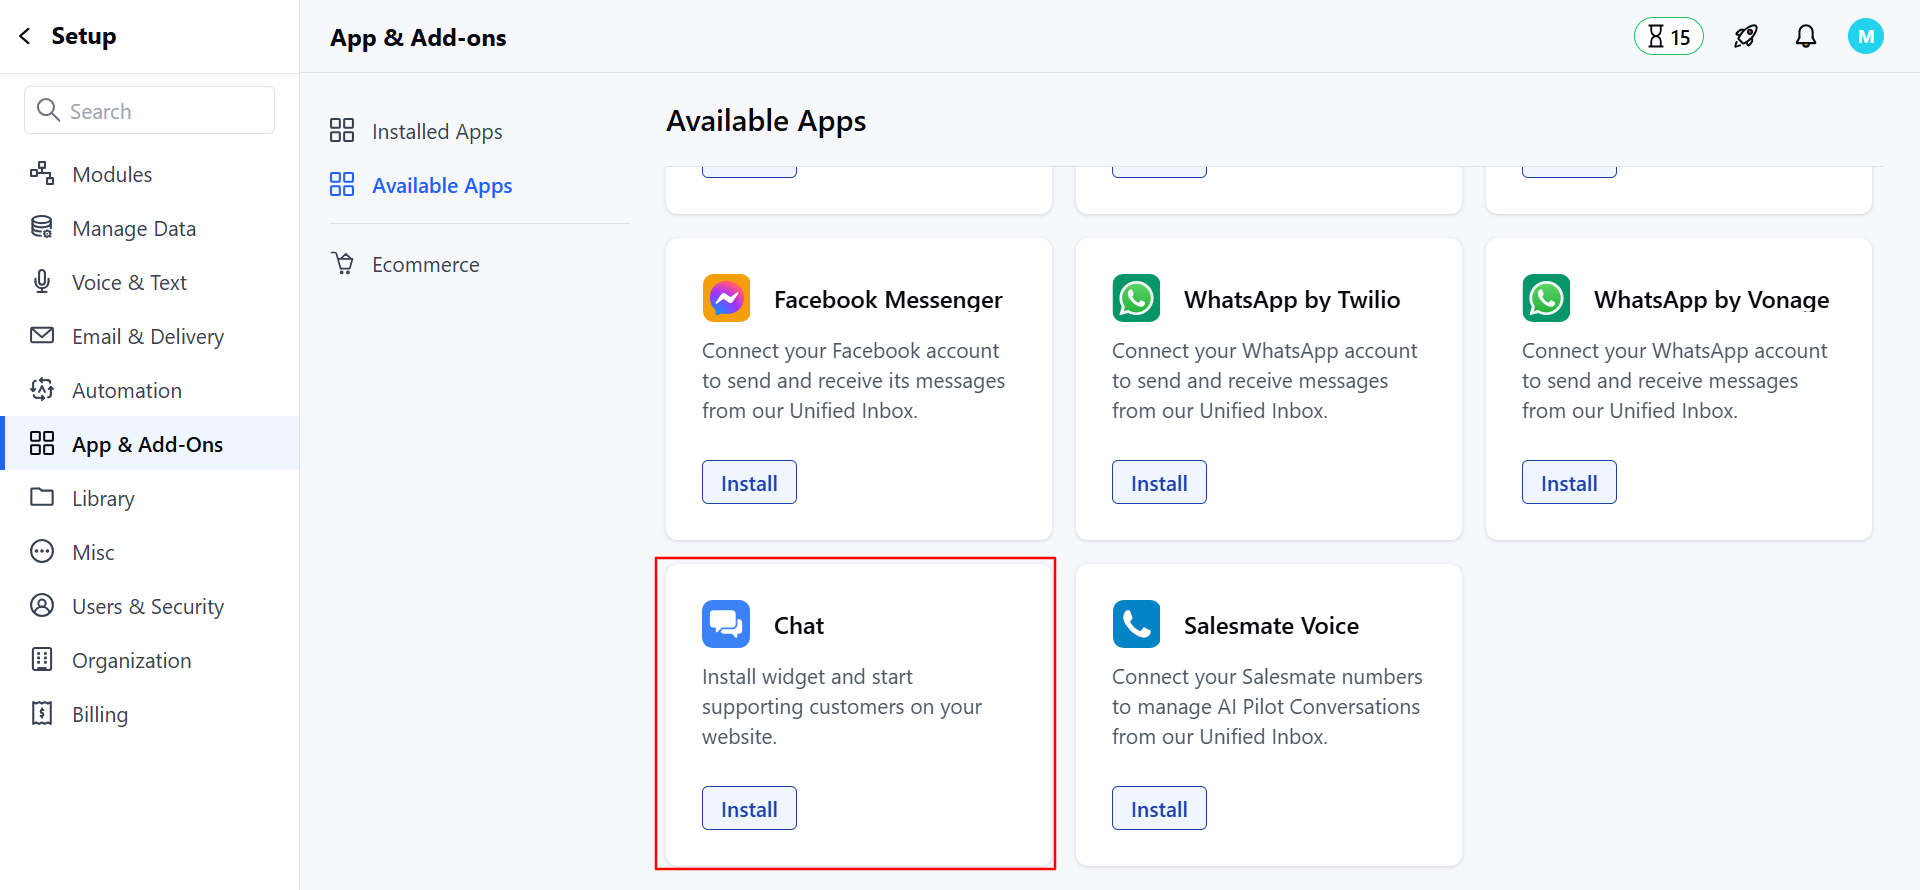 Setup
Search
Modules
Manage Data
Voice & Text
Email & Delivery
Automation
App & Add-Ons
Library
Misc
Users & Security
Organization
Billing
App & Add-ons
15
M
Installed Apps
Available Apps
Ecommerce
Available Apps
Facebook Messenger
Connect your Facebook account
to send and receive its messages
from our Unified Inbox.
Install
WhatsApp by Twilio
Connect your WhatsApp account
to send and receive messages
from our Unified Inbox.
Install
WhatsApp by Vonage
Connect your WhatsApp account
to send and receive messages
from our Unified Inbox.
Install
Chat
Install widget and start
supporting customers on your
website.
Install
Salesmate Voice
Connect your Salesmate numbers
to manage AI Pilot Conversations
from our Unified Inbox.
Install